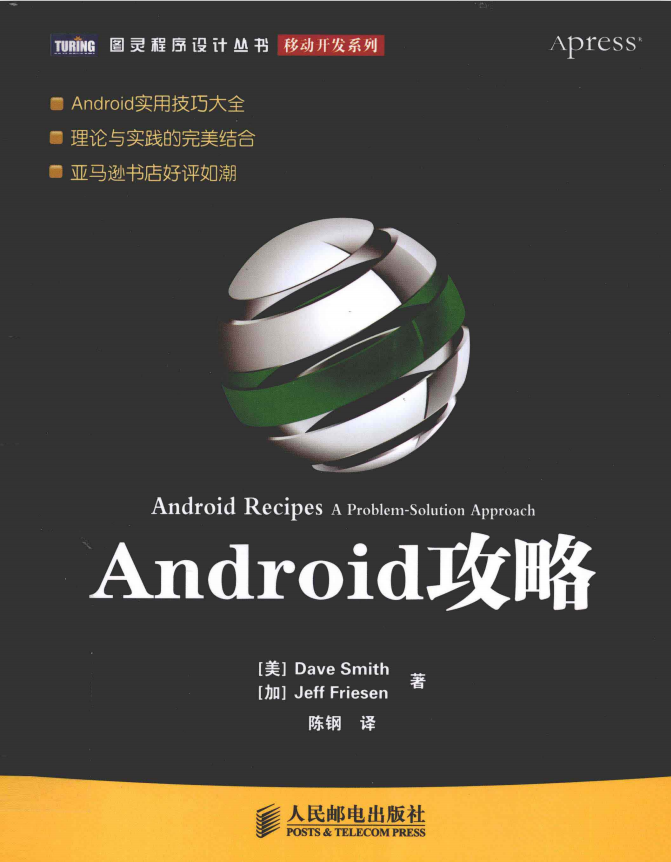 TURING 图灵程序设计丛书 移动开发系列
Apress®
Android实用技巧大全
理论与实践的完美结合
亚马逊书店好评如潮
Android Recipes A Problem-Solution Approach
Android攻略
[美] Dave Smith
[加] Jeff Friesen 著
陈钢 译
人民邮电出版社
POSTS & TELECOM PRESS